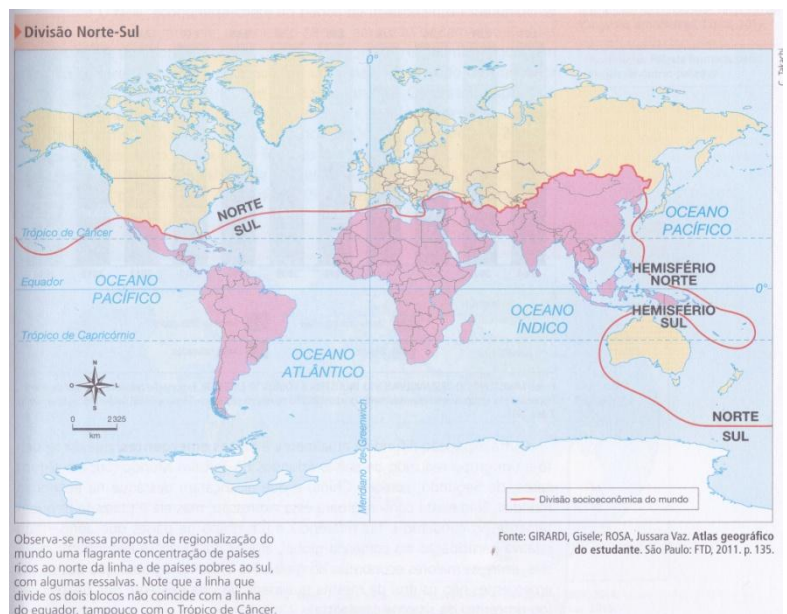 Divisão Norte-Sul
C. Takachi
0°
NORTE
SUL
OCEANO
PACÍFICO
Trópico de Câncer
HEMISFÉRIO
NORTE
Equador
OCEANO
PACÍFICO
0°
OCEANO
ÍNDICO
HEMISFÉRIO
SUL
Trópico de Capricórnio
OCEANO
ATLÂNTICO
Meridiano de Greenwich
N
O
L
S
0 2325
km
NORTE
SUL
Divisão socioeconômica do mundo
Observa-se nessa proposta de regionalização do
mundo uma flagrante concentração de países
ricos ao norte da linha e de países pobres ao sul,
com algumas ressalvas. Note que a linha que
divide os dois blocos não coincide com a linha
do equador, tampouco com o Trópico de Câncer.
Fonte: GIRARDI, Gisele; ROSA, Jussara Vaz. Atlas geográfico
do estudante. São Paulo: FTD, 2011. p. 135.